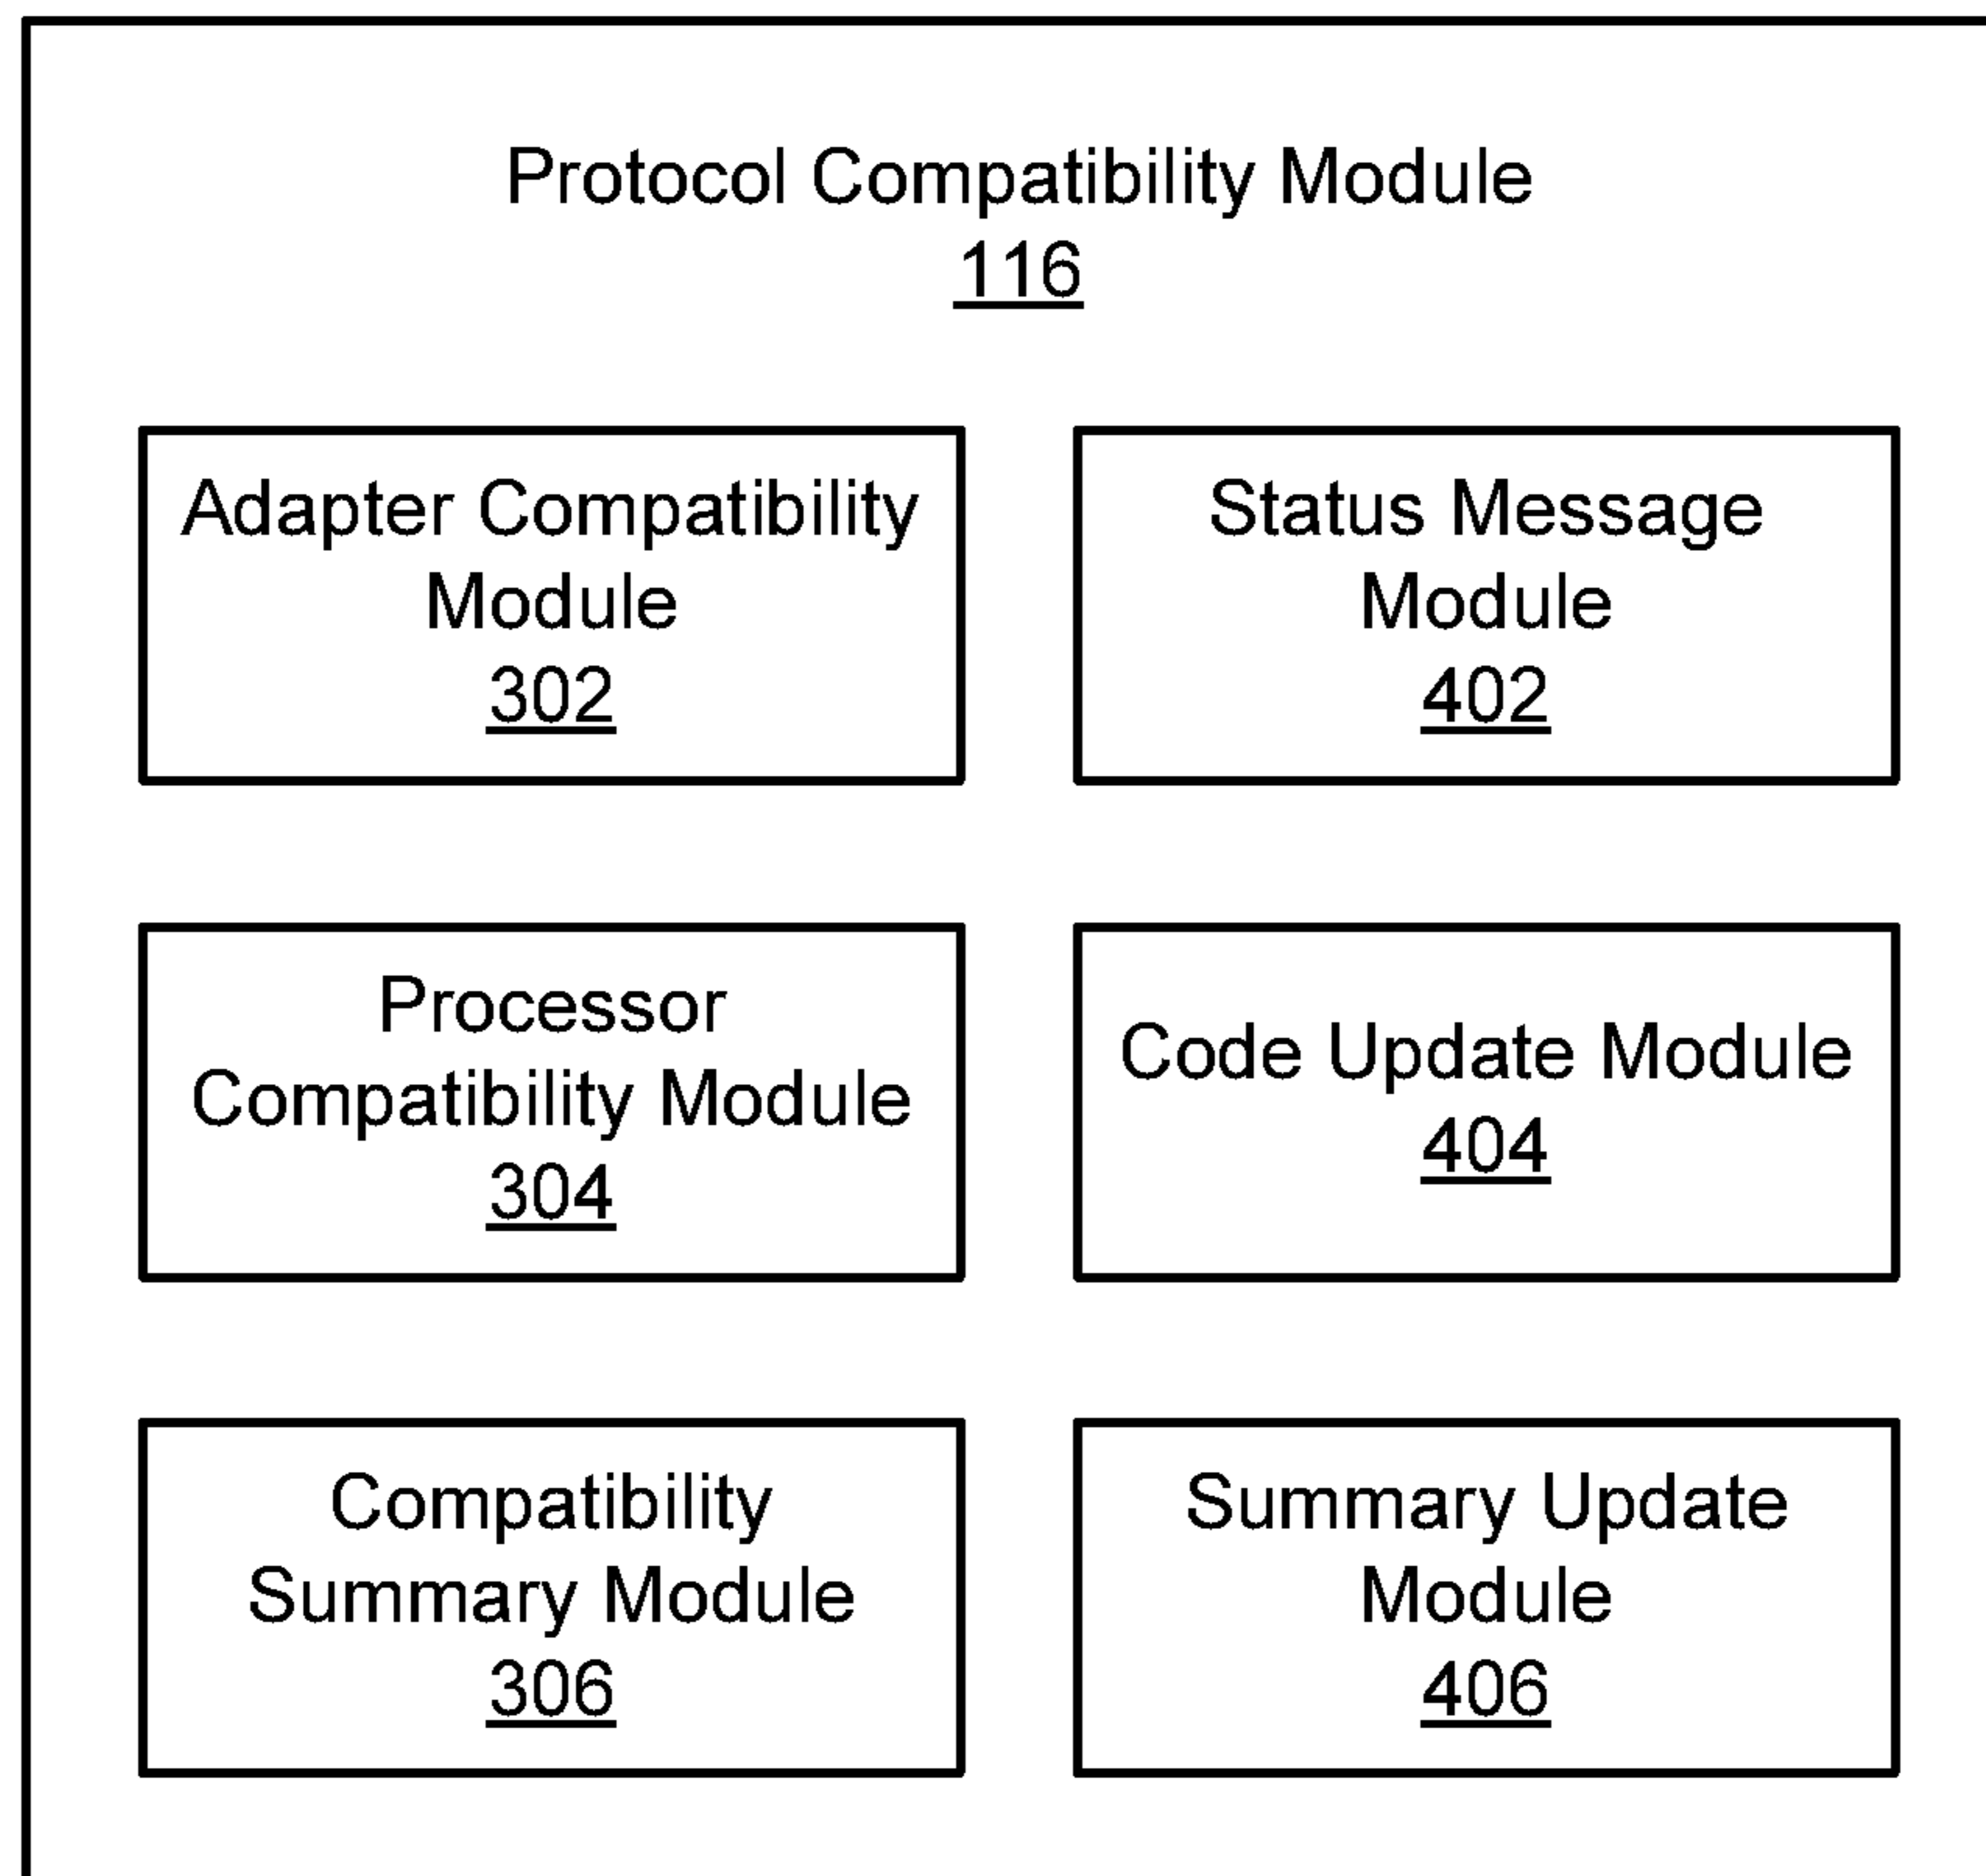 Protocol Compatibility Module
116
Adapter Compatibility
Module
302
Status Message
Module
402
Processor
Compatibility Module
304
Code Update Module
404
Compatibility
Summary Module
306
Summary Update
Module
406